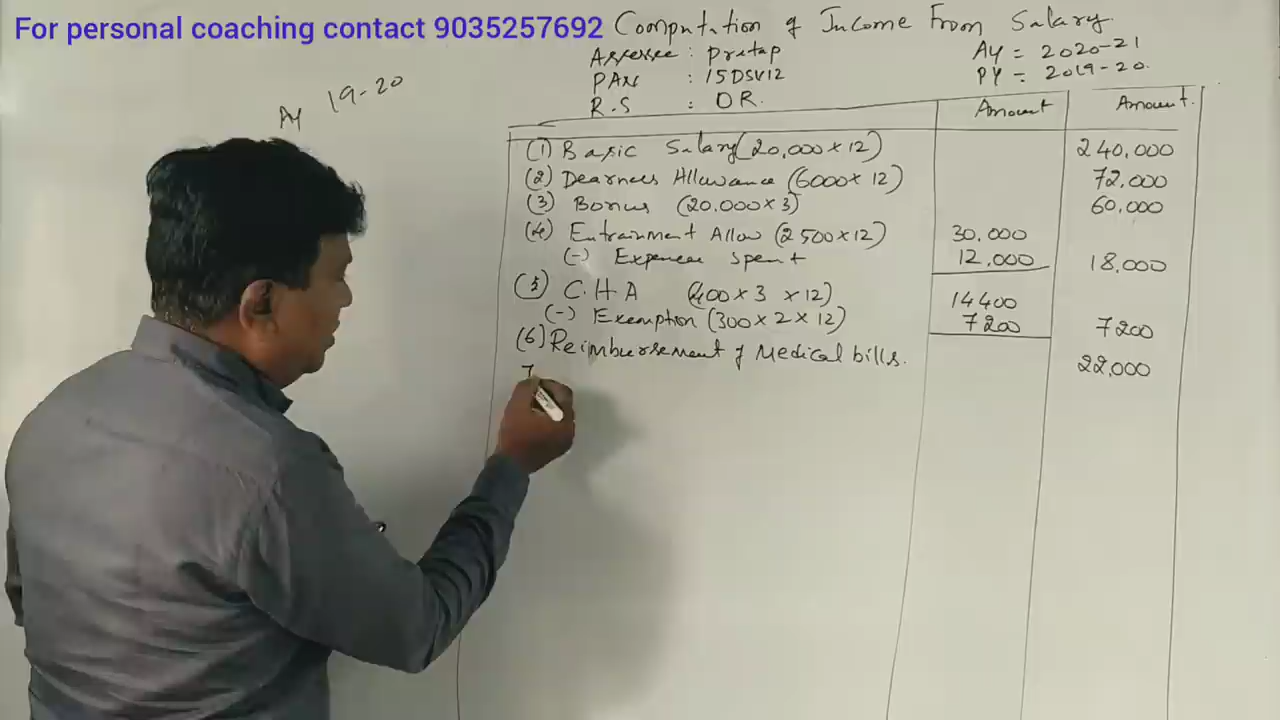 For personal coaching contact 9035257692
Computation of Income From Salary.
Assessee : Pretap
AY = 2020-21
PAN : 15DSV12
PY = 2019-20.
R.S : OR.
AY 19-20
Amount
Amount.
(1) Basic Salary (20,000 x 12) 240,000
(2) Dearness Allowance (6000 x 12) 72,000
(3) Bonus (20,000 x 3) 60,000
(4) Entrainment Allow (2500 x 12) 30,000
(-) Expenses Spent 12,000 18,000
(5) C.H.A (400 x 3 x 12) 14400
(-) Exemption (300 x 2 x 12) 7200 7200
(6) Reimbursement of Medical bills. 22,000
7